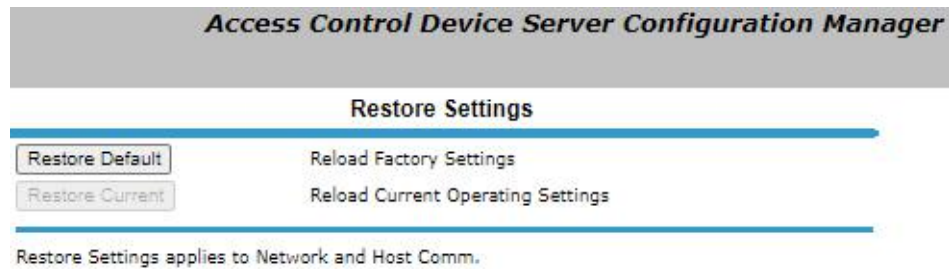 Access Control Device Server Configuration Manager
Restore Settings
Restore Default Reload Factory Settings
Restore Current Reload Current Operating Settings
Restore Settings applies to Network and Host Comm.